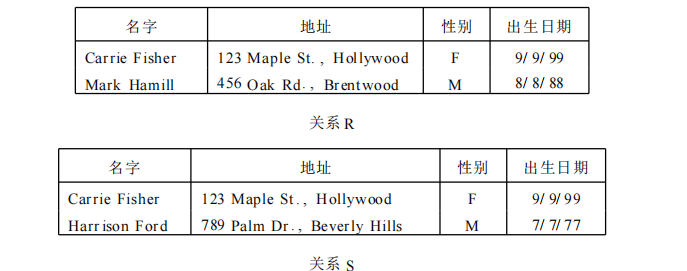 名字 地址 性别 出生日期
Carrie Fisher 123 Maple St., Hollywood F 9/9/99
Mark Hamill 456 Oak Rd., Brentwood M 8/8/88
关系 R
名字 地址 性别 出生日期
Carrie Fisher 123 Maple St., Hollywood F 9/9/99
Harrison Ford 789 Palm Dr., Beverly Hills M 7/7/77
关系 S